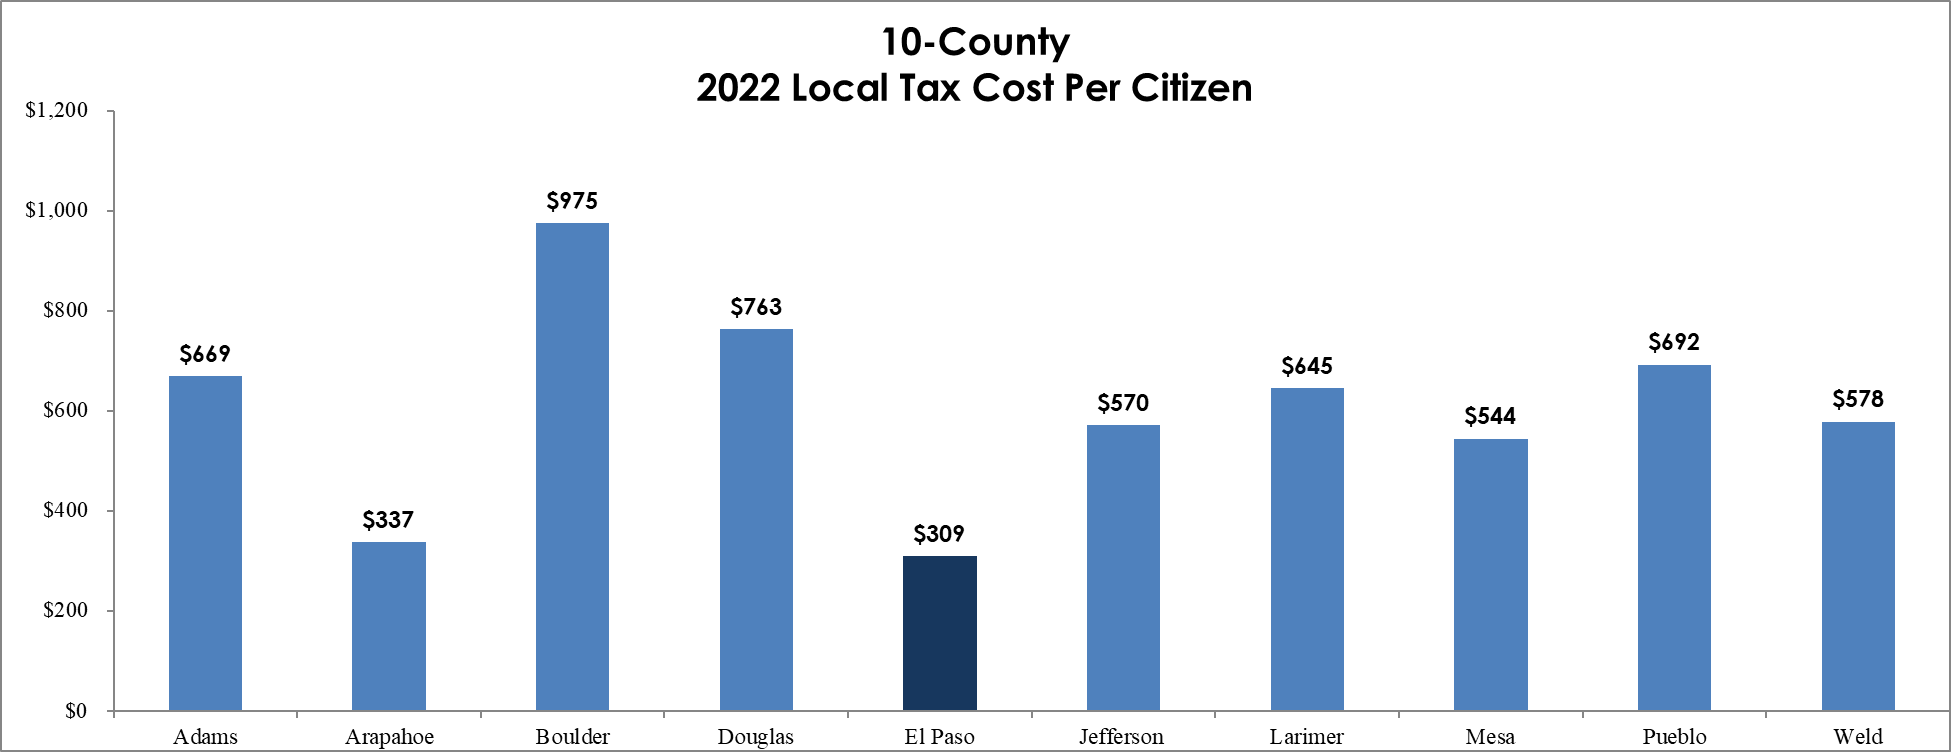 10-County
2022 Local Tax Cost Per Citizen
$1,200
$1,000
$800
$600
$400
$200
$0
$669
$337
$975
$763
$309
$570
$645
$544
$692
$578
Adams
Arapahoe
Boulder
Douglas
El Paso
Jefferson
Larimer
Mesa
Pueblo
Weld